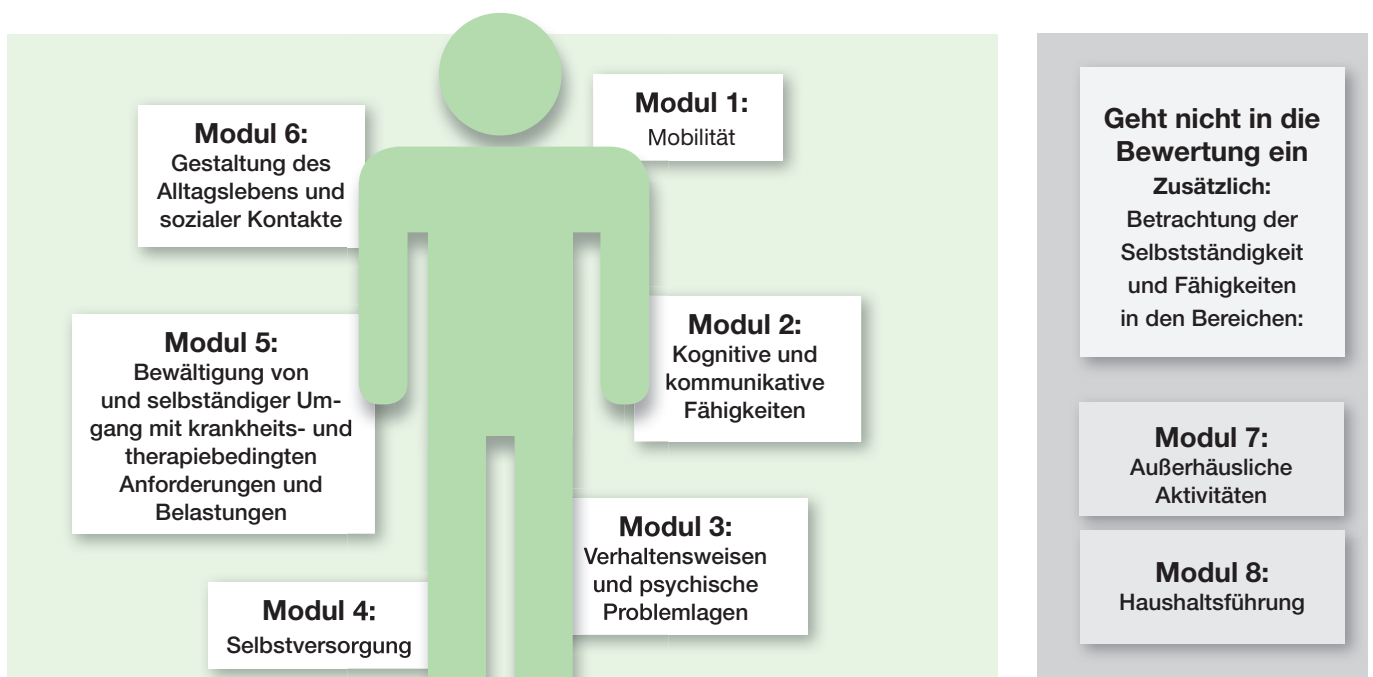 Modul 1:
Mobilität
Modul 2:
Kognitive und
kommunikative
Fähigkeiten
Modul 3:
Verhaltensweisen
und psychische
Problemlagen
Modul 4:
Selbstversorgung
Modul 5:
Bewältigung von
und selbständiger Um-
gang mit krankheits- und
therapiebedingten
Anforderungen und
Belastungen
Modul 6:
Gestaltung des
Alltagslebens und
sozialer Kontakte
Geht nicht in die
Bewertung ein
Zusätzlich:
Betrachtung der
Selbstständigkeit
und Fähigkeiten
in den Bereichen:
Modul 7:
Außerhäusliche
Aktivitäten
Modul 8:
Haushaltsführung